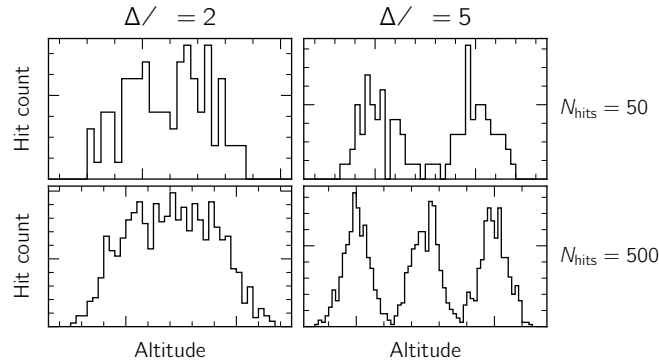 Δ/ = 2
Δ/ = 5
Hit count
N_hits = 50
Hit count
N_hits = 500
Altitude
Altitude